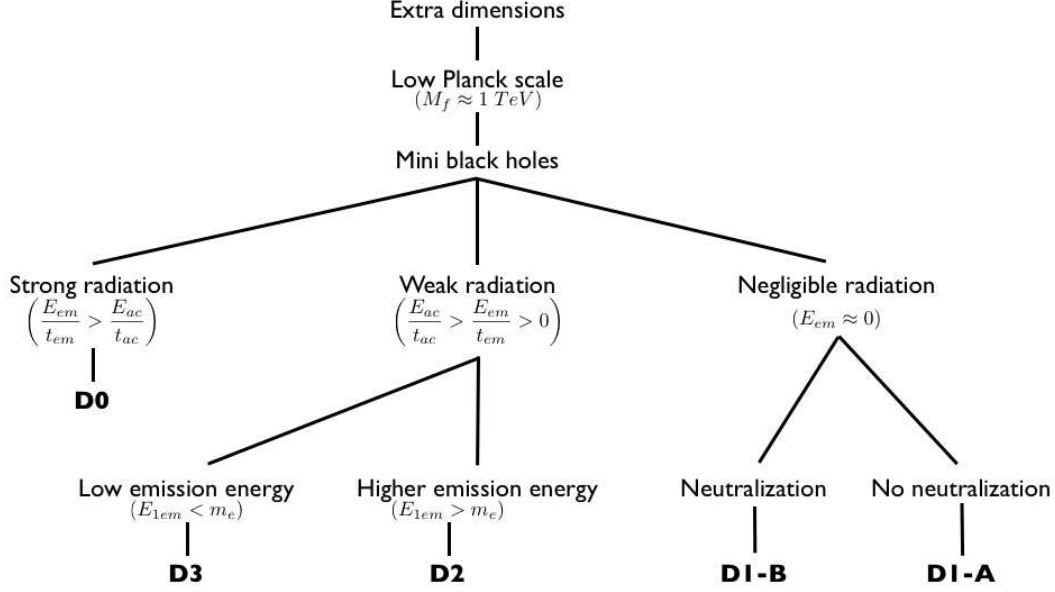 Extra dimensions
Low Planck scale
(M_f ≈ 1 TeV)
Mini black holes
Strong radiation
(E_em/t_em > E_ac/t_ac)
Weak radiation
(E_ac/t_ac > E_em/t_em > 0)
Negligible radiation
(E_em ≈ 0)
D0
Low emission energy
(E_1em < m_e)
Higher emission energy
(E_1em > m_e)
Neutralization
No neutralization
D3
D2
D1-B
D1-A